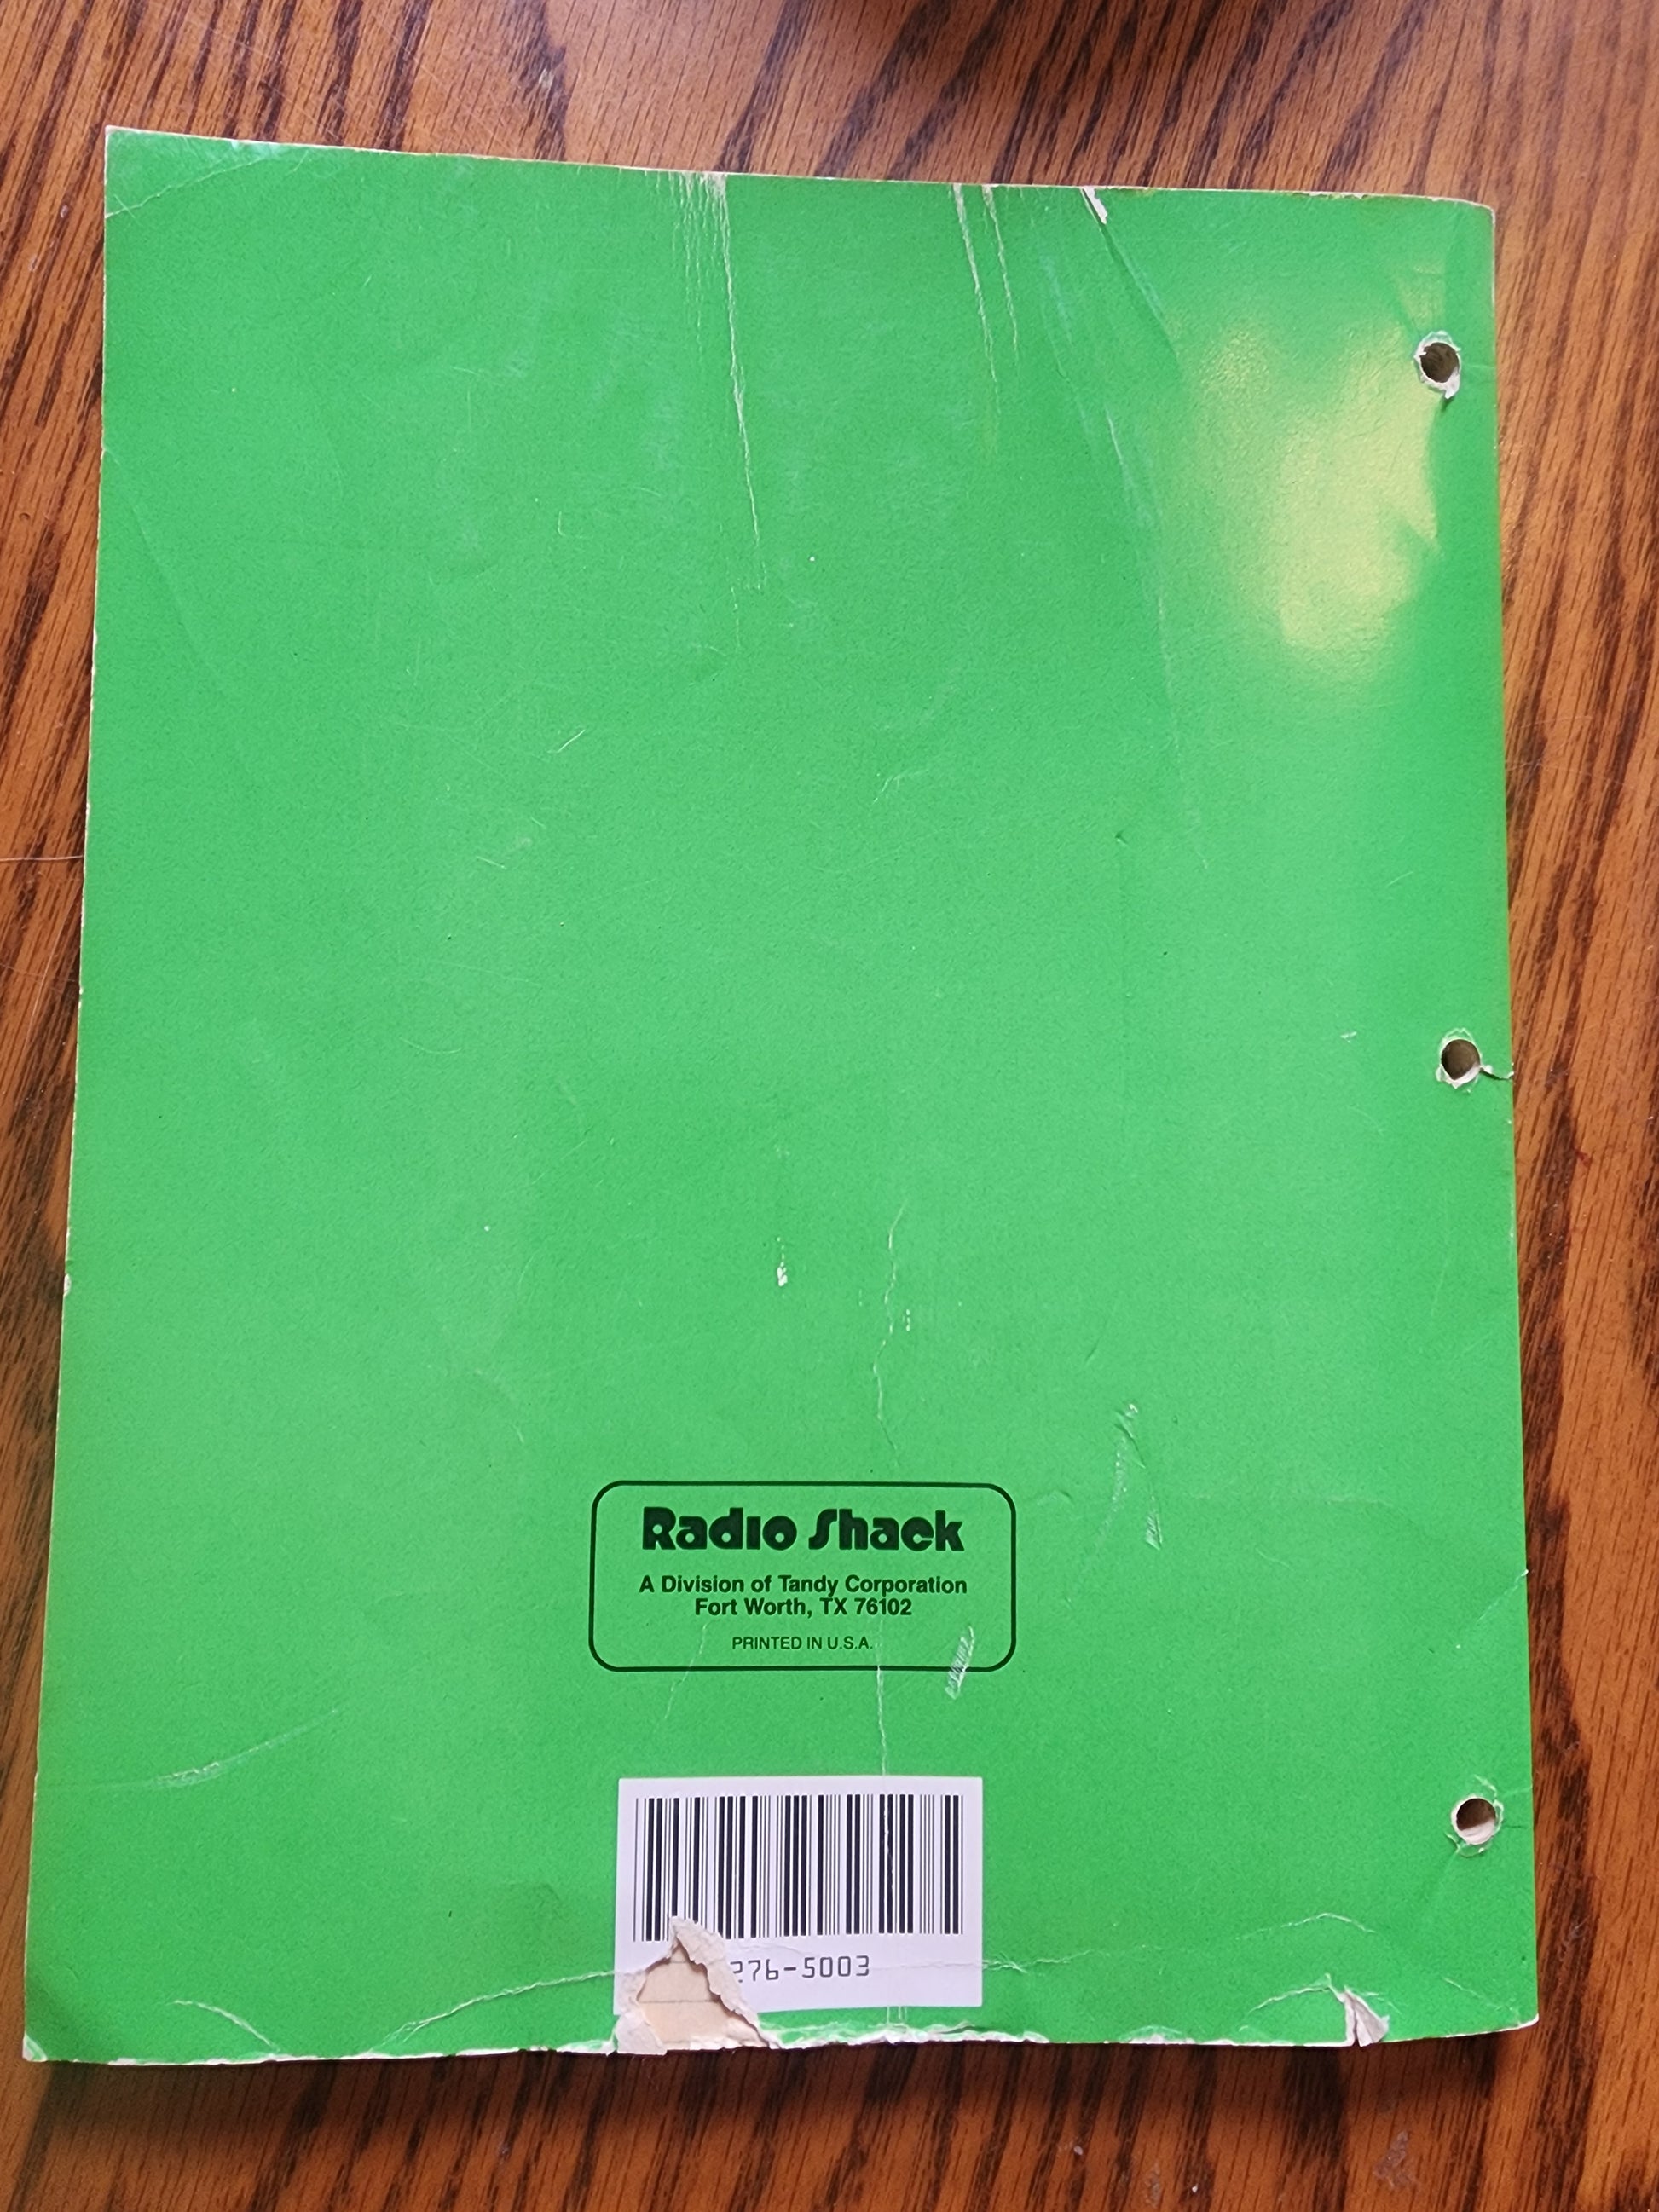 Radio Shack
A Division of Tandy Corporation
Fort Worth, TX 76102
PRINTED IN U.S.A.
276-5003